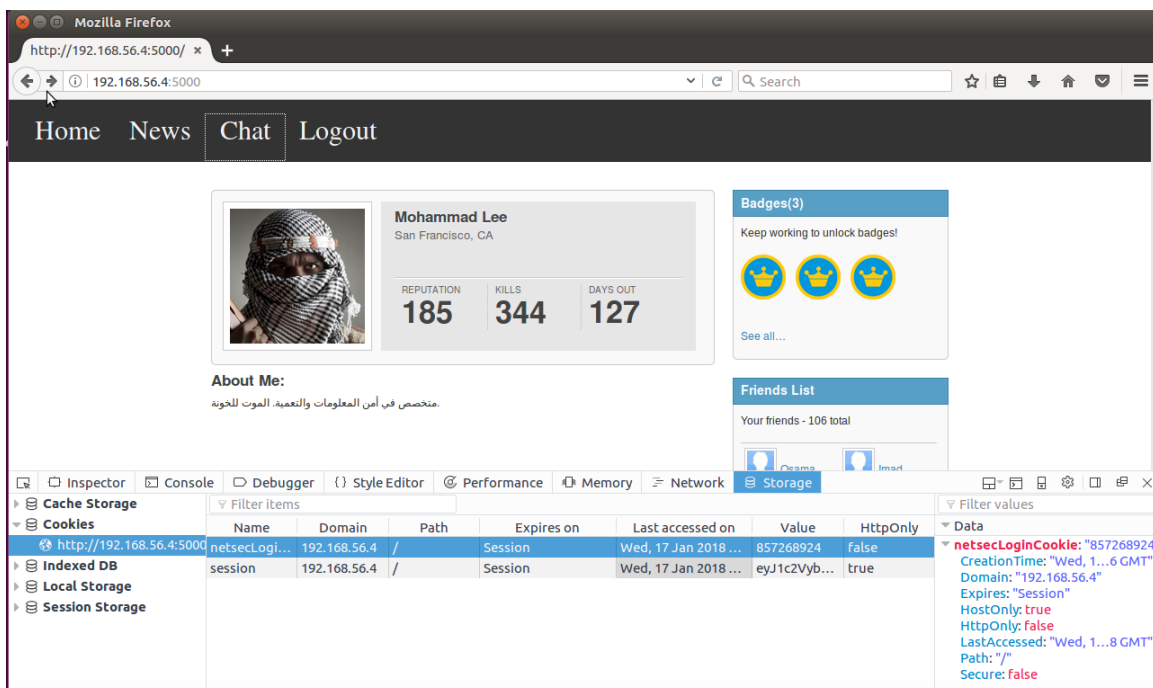 Mozilla Firefox
http://192.168.56.4:5000/ × +
192.168.56.4:5000 Search
Home News Chat Logout
Mohammad Lee
San Francisco, CA
REPUTATION KILLS DAYS OUT
185 344 127
About Me:
متخصص في أمن المعلومات والتعمية. الموت للخونة.
Badges(3)
Keep working to unlock badges!
See all...
Friends List
Your friends - 106 total
Osama Imad
Inspector Console Debugger {} Style Editor Performance Memory Network Storage
Cache Storage
Cookies
http://192.168.56.4:5000
Indexed DB
Local Storage
Session Storage
Filter items
Name Domain Path Expires on Last accessed on Value HttpOnly
netsecLogi... 192.168.56.4 / Session Wed, 17 Jan 2018 ... 857268924 false
session 192.168.56.4 / Session Wed, 17 Jan 2018 ... eyJ1c2Vyb... true
Filter values
Data
netsecLoginCookie: "857268924
CreationTime: "Wed, 1...6 GMT"
Domain: "192.168.56.4"
Expires: "Session"
HostOnly: true
HttpOnly: false
LastAccessed: "Wed, 1...8 GMT"
Path: "/"
Secure: false